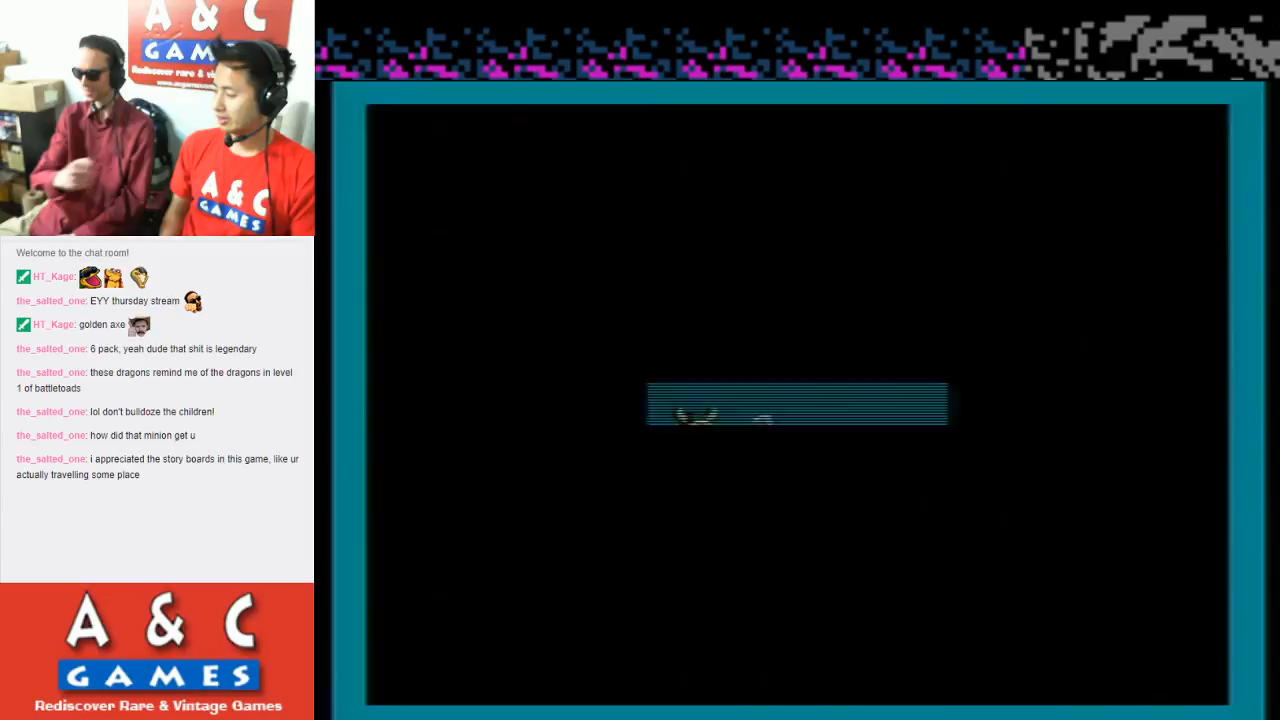 A & C
GAMES
Rediscover rare & vintage
A & C
GAMES
Welcome to the chat room!
HT_Kage:
the_salted_one: EYY thursday stream
HT_Kage: golden axe
the_salted_one: 6 pack, yeah dude that shit is legendary
the_salted_one: these dragons remind me of the dragons in level
1 of battletoads
the_salted_one: lol don't bulldoze the children!
the_salted_one: how did that minion get u
the_salted_one: i appreciated the story boards in this game, like ur
actually travelling some place
A & C
GAMES
Rediscover Rare & Vintage Games